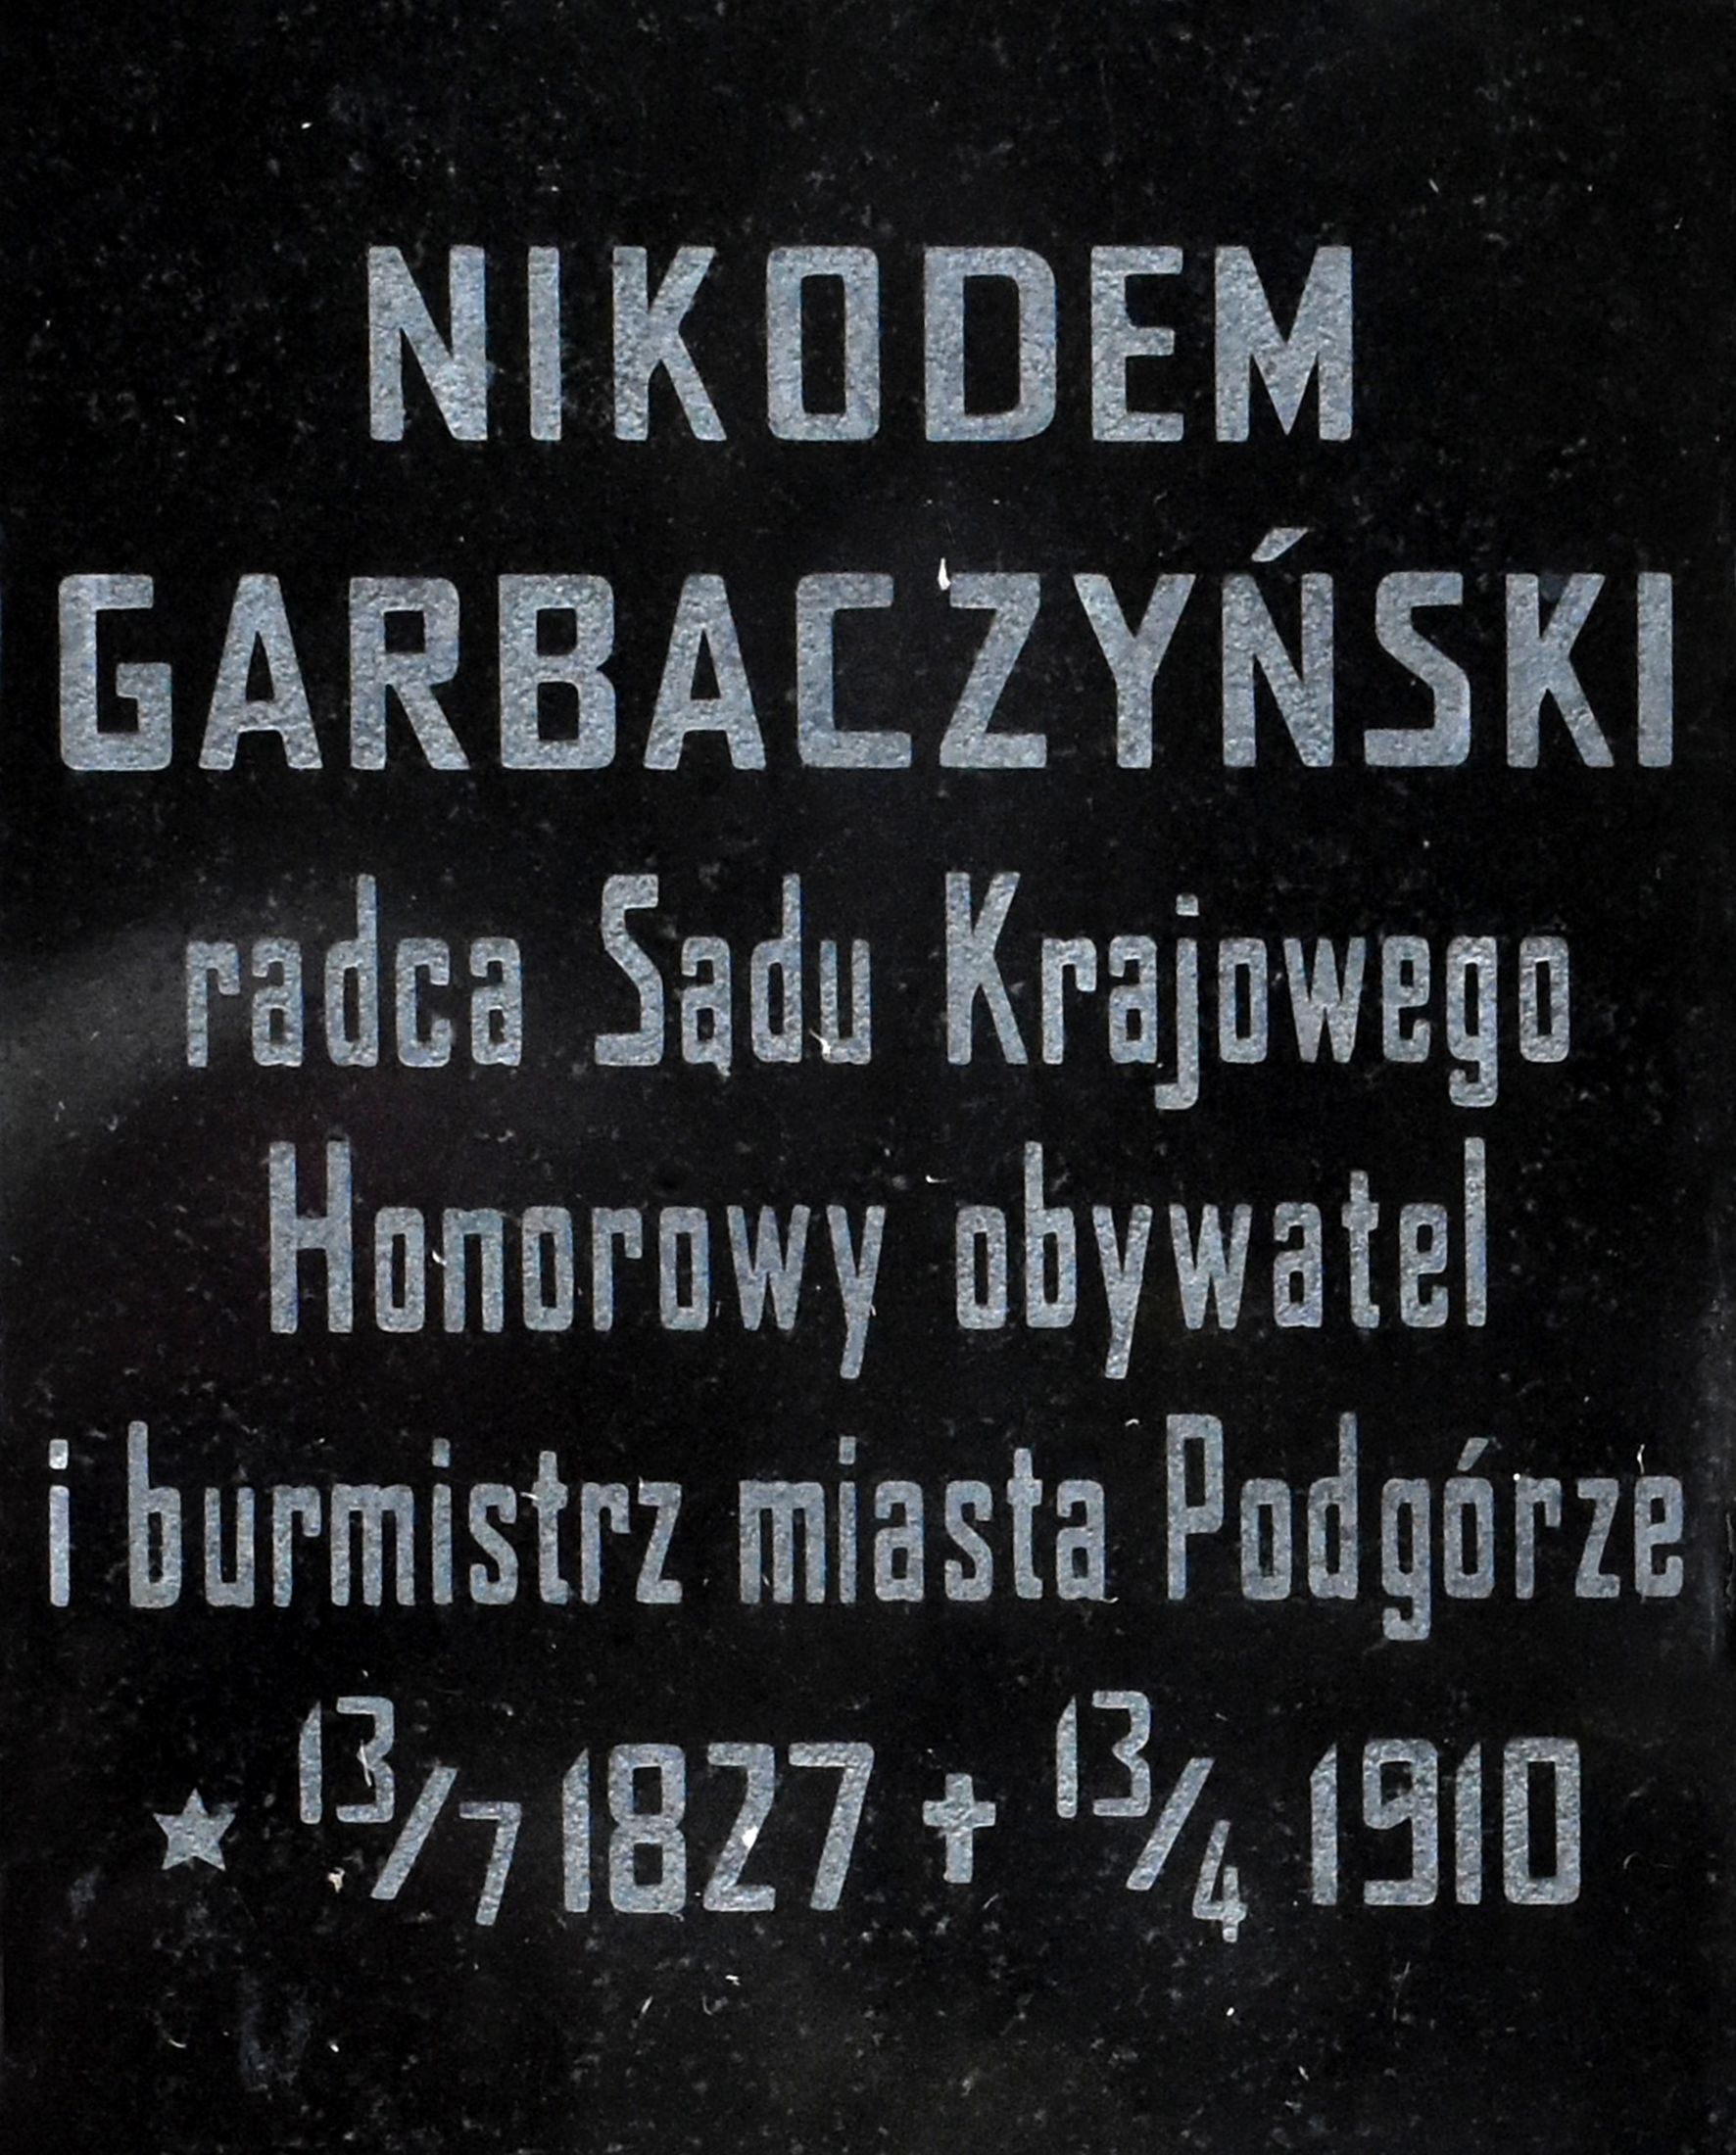 NIKODEM
GARBACZYŃSKI
radca Sądu Krajowego
Honorowy obywatel
i burmistrz miasta Podgórze
★ 13/7 1827 ✝ 13/4 1910